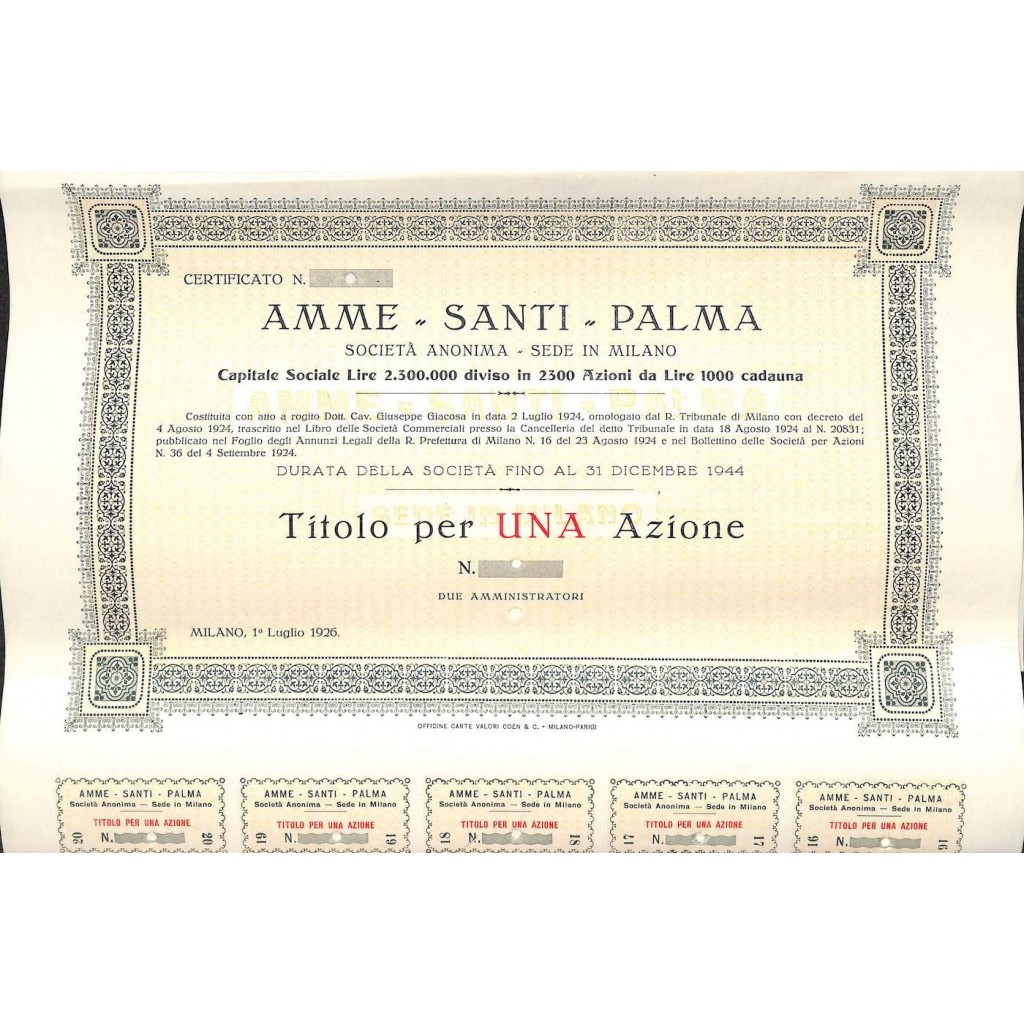 CERTIFICATO N.
AMME - SANTI - PALMA
SOCIETÀ ANONIMA - SEDE IN MILANO
Capitale Sociale Lire 2.300.000 diviso in 2300 Azioni da Lire 1000 cadauna
AMME - SANTI - PALMA
Costituita con atto a rogito Dott. Cav. Giuseppe Giacosa in data 2 Luglio 1924, omologato dal R. Tribunale di Milano con decreto del
4 Agosto 1924, trascritto nel Libro delle Società Commerciali presso la Cancelleria del detto Tribunale in data 18 Agosto 1924 al N. 20831;
pubblicato nel Foglio degli Annunzi Legali della R. Prefettura di Milano N. 16 del 23 Agosto 1924 e nel Bollettino delle Società per Azioni
N. 36 del 4 Settembre 1924.
DURATA DELLA SOCIETÀ FINO AL 31 DICEMBRE 1944
SEDE IN MILANO
Titolo per UNA Azione
N.
DUE AMMINISTRATORI
MILANO, 1º Luglio 1926.
OFFICINE CARTE VALORI COEN & C. - MILANO-PARIGI
AMME - SANTI - PALMA
Società Anonima — Sede in Milano
TITOLO PER UNA AZIONE
20 N. 20
AMME - SANTI - PALMA
Società Anonima — Sede in Milano
TITOLO PER UNA AZIONE
19 N. 19
AMME - SANTI - PALMA
Società Anonima — Sede in Milano
TITOLO PER UNA AZIONE
18 N. 18
AMME - SANTI - PALMA
Società Anonima — Sede in Milano
TITOLO PER UNA AZIONE
17 N. 17
AMME - SANTI - PALMA
Società Anonima — Sede in Milano
TITOLO PER UNA AZIONE
16 N. 16